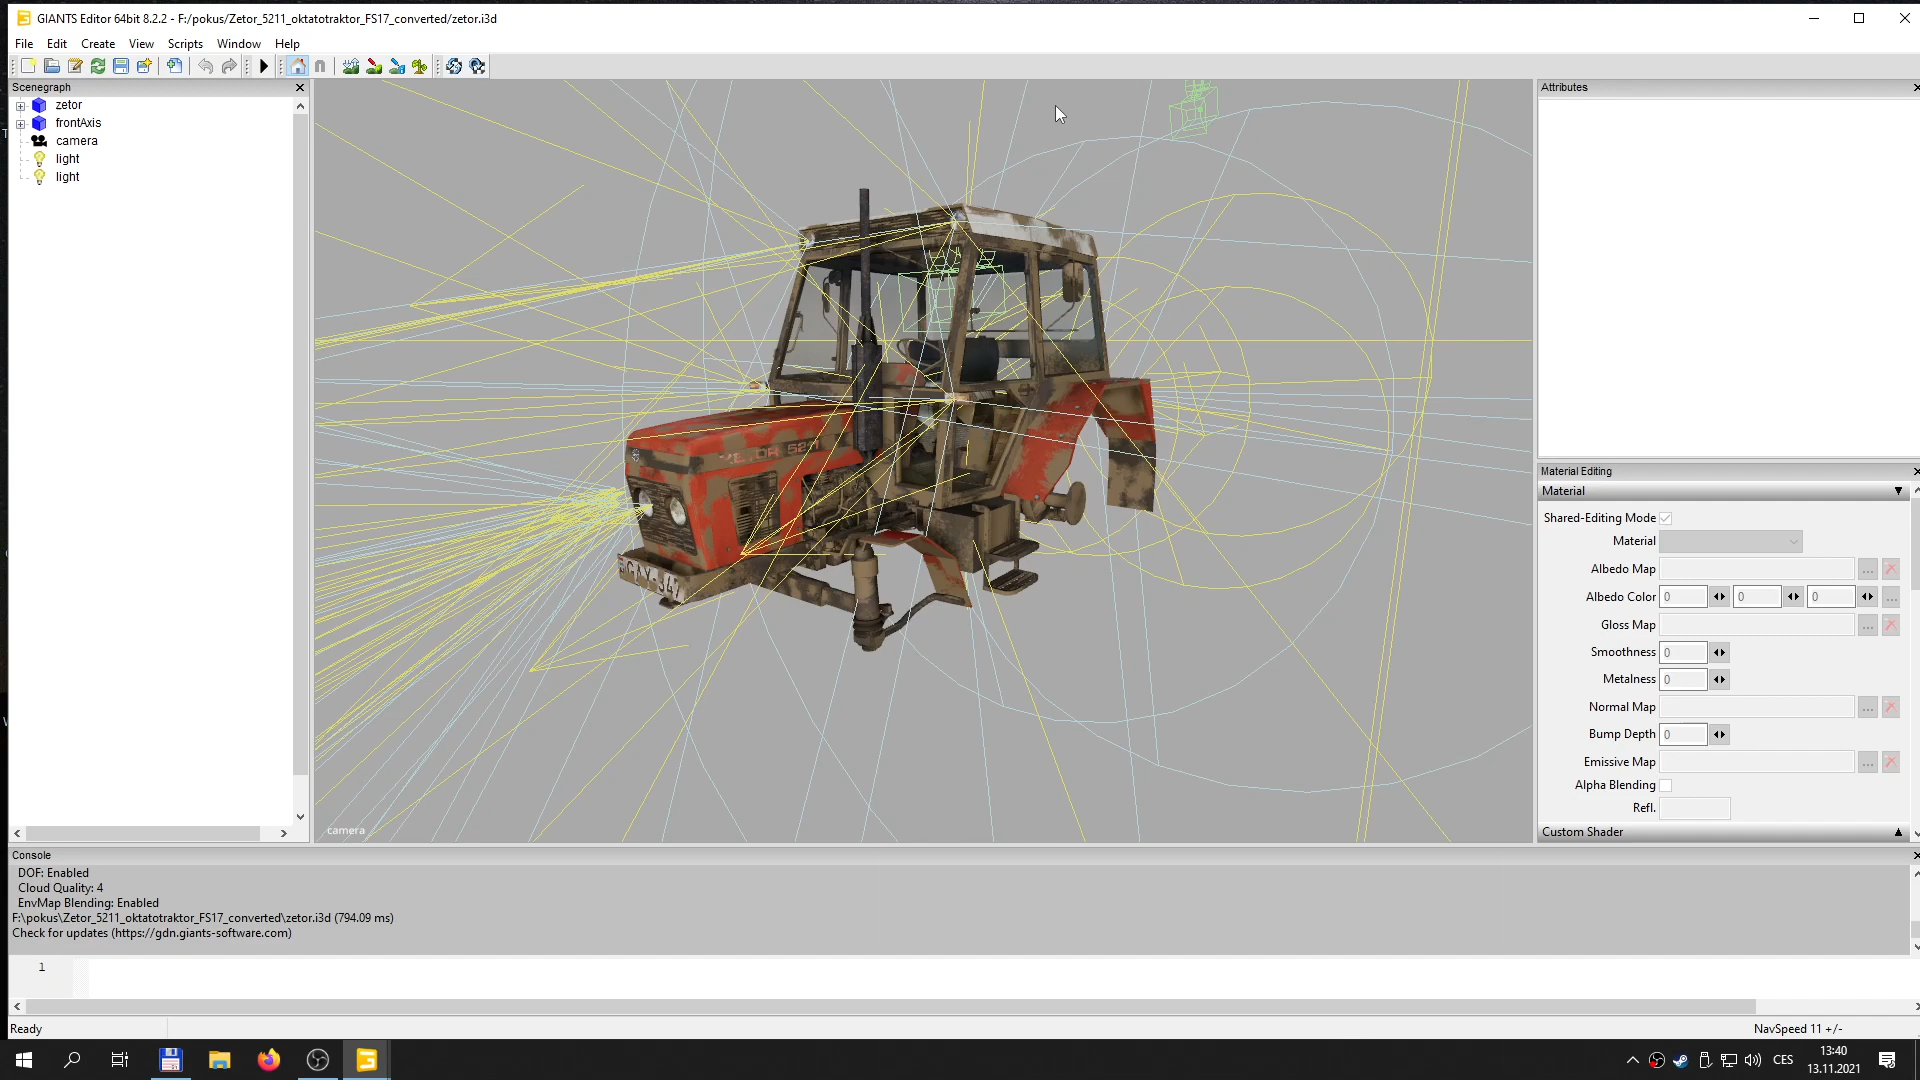 GIANTS Editor 64bit 8.2.2 - F:/pokus/Zetor_5211_oktatotraktor_FS17_converted/zetor.i3d
File Edit Create View Scripts Window Help
Scenegraph
zetor
frontAxis
camera
light
light
camera
Attributes
Material Editing
Material
Shared-Editing Mode
Material
Albedo Map ...
Albedo Color 0 0 0 ...
Gloss Map ...
Smoothness 0
Metalness 0
Normal Map ...
Bump Depth 0
Emissive Map ...
Alpha Blending
Refl.
Custom Shader
Console
DOF: Enabled
Cloud Quality: 4
EnvMap Blending: Enabled
F:\pokus\Zetor_5211_oktatotraktor_FS17_converted\zetor.i3d (794.09 ms)
Check for updates (https://gdn.giants-software.com)
1
Ready
NavSpeed 11 +/-
CES
13:40
13.11.2021